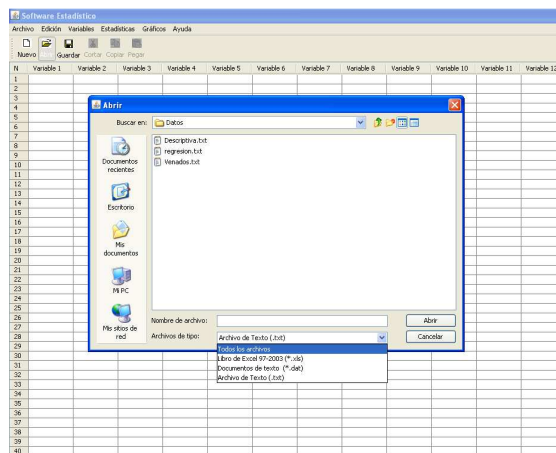 Software Estadístico
Archivo Edición Variables Estadísticas Gráficos Ayuda
Nuevo Guardar Cortar Copiar Pegar
N Variable 1 Variable 2 Variable 3 Variable 4 Variable 5 Variable 6 Variable 7 Variable 8 Variable 9 Variable 10 Variable 11 Variable 12
1
2
3
4
5
6
7
8
9
10
11
12
13
14
15
16
17
18
19
20
21
22
23
24
25
26
27
28
29
30
31
32
33
34
35
36
37
38
39
40
Abrir
Buscar en: Datos
Descriptiva.txt
regresion.txt
Venados.txt
Documentos
recientes
Escritorio
Mis
documentos
Mi PC
Mis sitios de
red
Nombre de archivo: Abrir
Archivos de tipo: Archivo de Texto (.txt) Cancelar
Todos los archivos
Libro de Excel 97-2003 (*.xls)
Documentos de texto (*.dat)
Archivo de Texto (.txt)